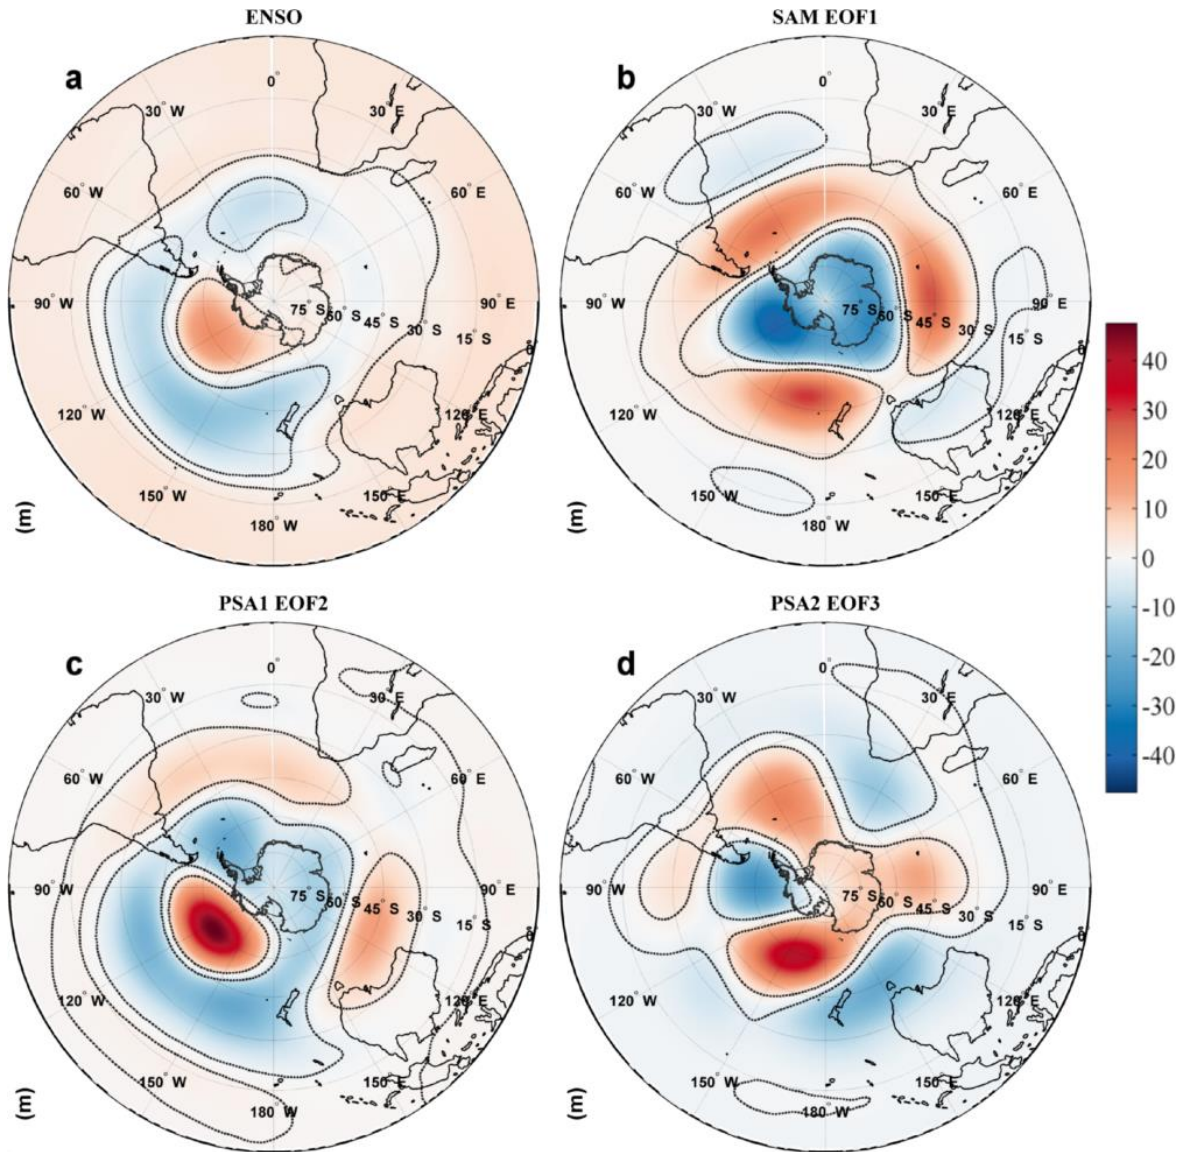 ENSO
SAM EOF1
a
0°
30° W
30° E
60° W
60° E
90° W
75° S
60° S
45° S
30° S
15° S
90° E
0°
120° W
120° E
150° W
150° E
180° W
(m)
b
0°
30° W
30° E
60° W
60° E
90° W
75° S
60° S
45° S
30° S
15° S
90° E
0°
120° W
120° E
150° W
150° E
180° W
(m)
40
30
20
10
0
-10
-20
-30
-40
PSA1 EOF2
PSA2 EOF3
c
0°
30° W
30° E
60° W
60° E
90° W
75° S
60° S
45° S
30° S
15° S
90° E
0°
120° W
120° E
150° W
150° E
180° W
(m)
d
0°
30° W
30° E
60° W
60° E
90° W
75° S
60° S
45° S
30° S
15° S
90° E
0°
120° W
120° E
150° W
150° E
180° W
(m)